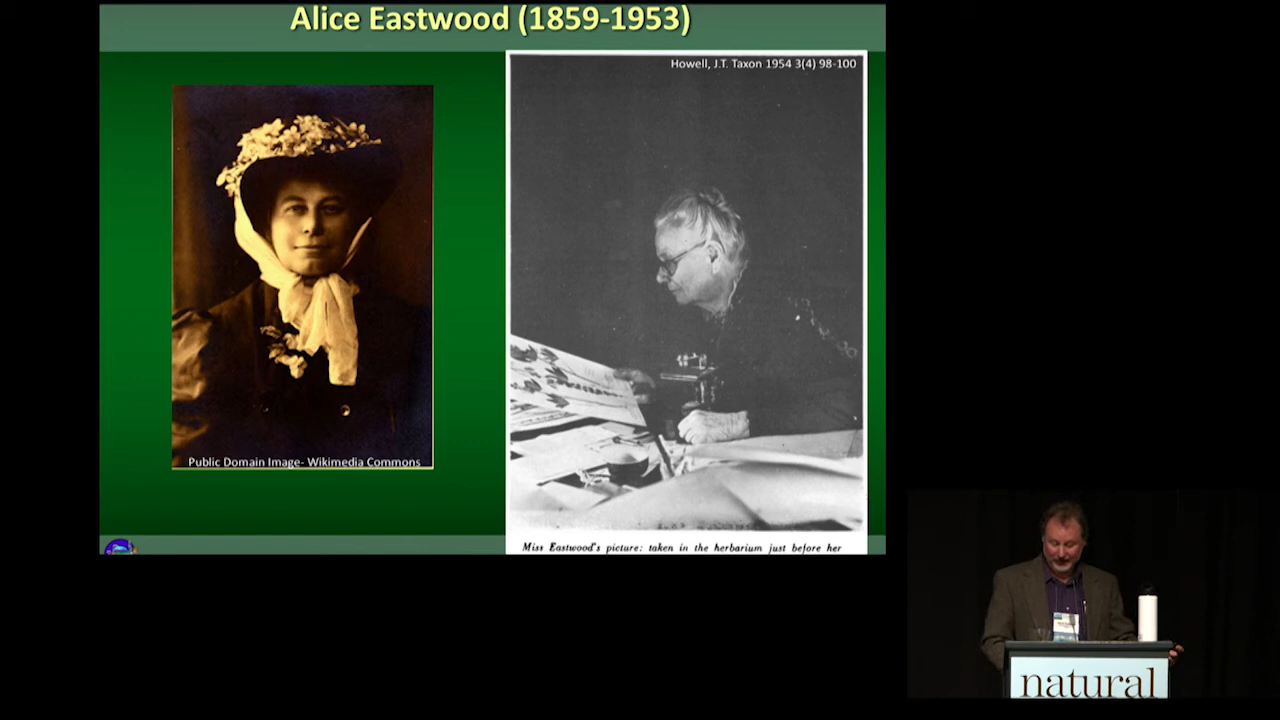 Alice Eastwood (1859-1953)
Howell, J.T. Taxon 1954 3(4) 98-100
Public Domain Image- Wikimedia Commons
Miss Eastwood's picture: taken in the herbarium just before her
natural